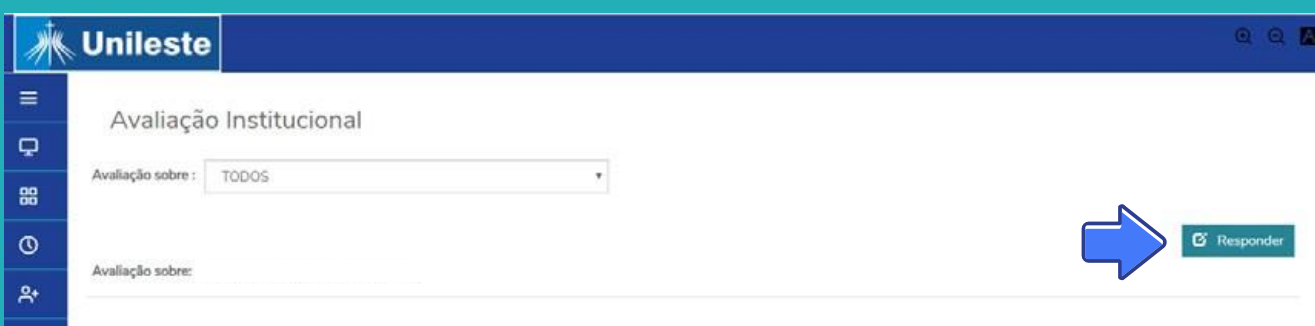 Unileste
A
Avaliação Institucional
Avaliação sobre : TODOS
Responder
Avaliação sobre: